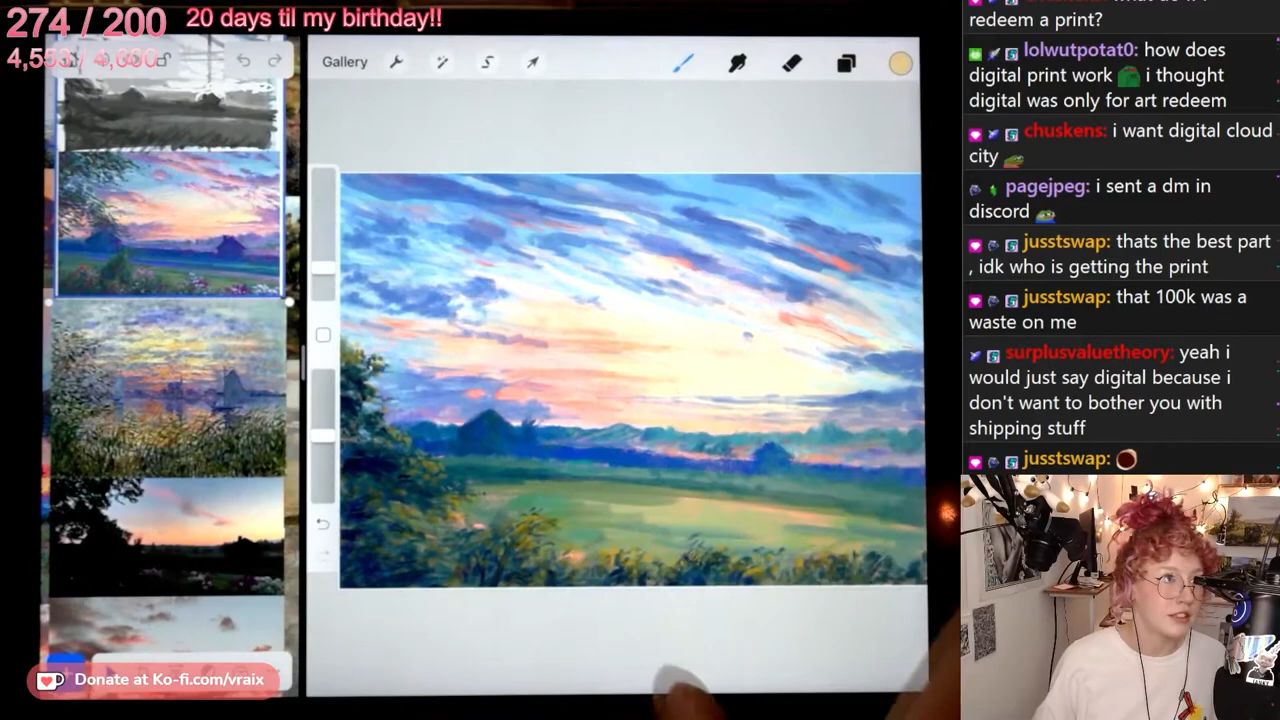 274 / 200
20 days til my birthday!!
4,553 / 4,600
Gallery
redeem a print?
lolwutpotat0: how does
digital print work i thought
digital was only for art redeem
chuskens: i want digital cloud
city
pagejpeg: i sent a dm in
discord
jusstswap: thats the best part
, idk who is getting the print
jusstswap: that 100k was a
waste on me
surplusvaluetheory: yeah i
would just say digital because i
don't want to bother you with
shipping stuff
jusstswap:
Donate at Ko-fi.com/vraix